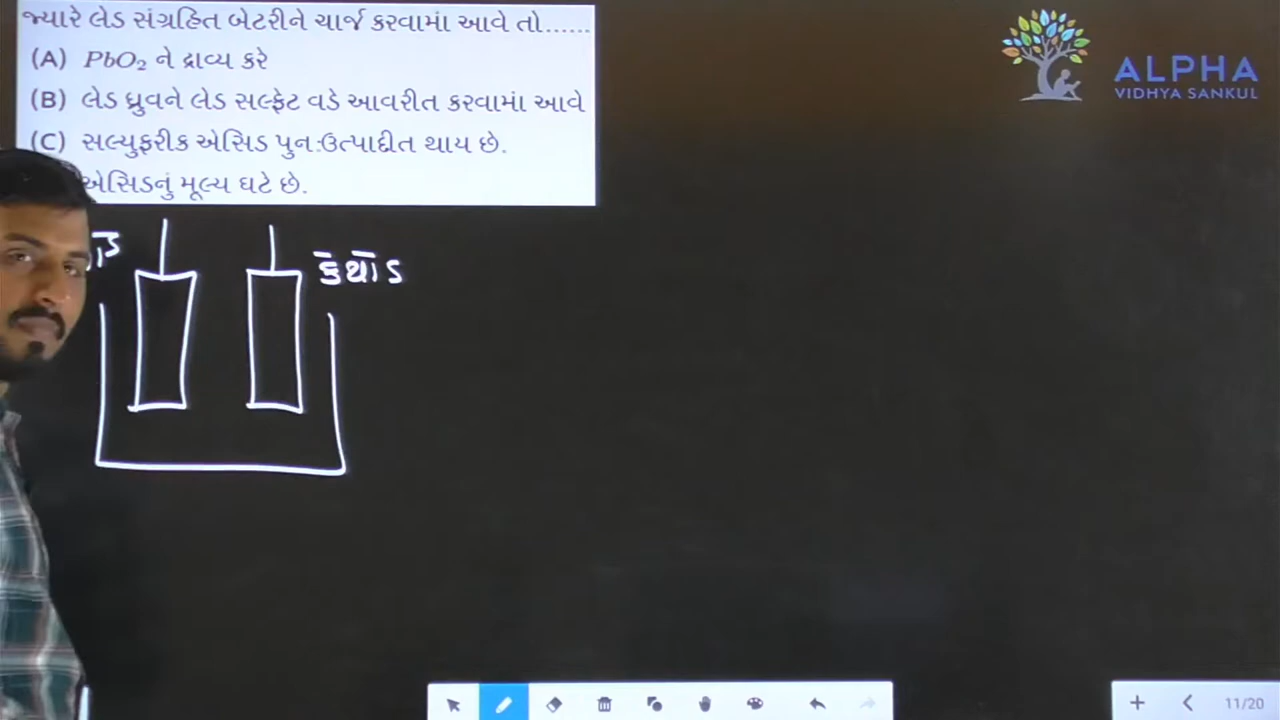 જ્યારે લેડ સંગ્રહિત બેટરીને ચાર્જ કરવામાં આવે તો......
(A) PbO₂ ને દ્રાવ્ય કરે
(B) લેડ ધ્રુવને લેડ સલ્ફેટ વડે આવરીત કરવામાં આવે
(C) સલ્યુફરીક એસિડ પુન:ઉત્પાદીત થાય છે.
એસિડનું મૂલ્ય ઘટે છે.
ALPHA
VIDHYA SANKUL
કેથોડ
11/20